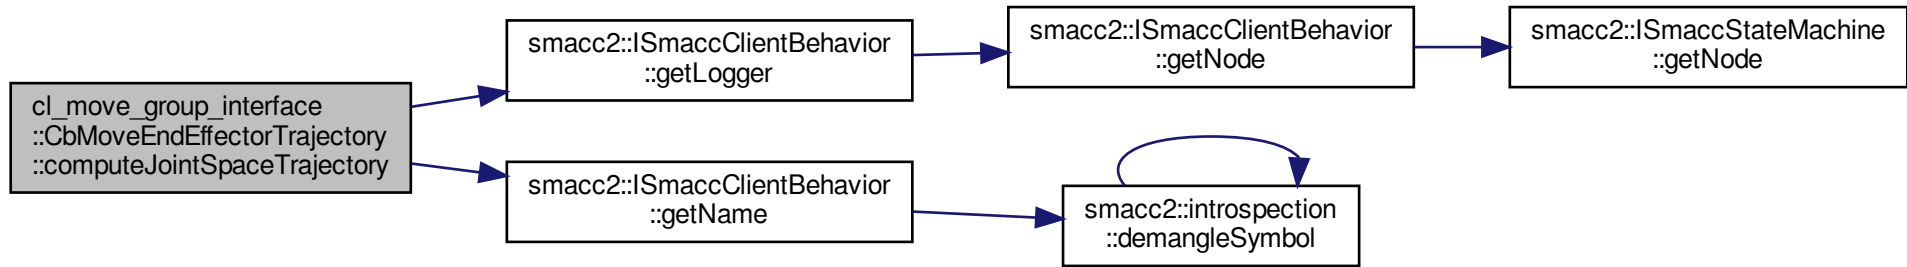 cl_move_group_interface
::CbMoveEndEffectorTrajectory
::computeJointSpaceTrajectory
smacc2::ISmaccClientBehavior
::getLogger
smacc2::ISmaccClientBehavior
::getNode
smacc2::ISmaccStateMachine
::getNode
smacc2::ISmaccClientBehavior
::getName
smacc2::introspection
::demangleSymbol